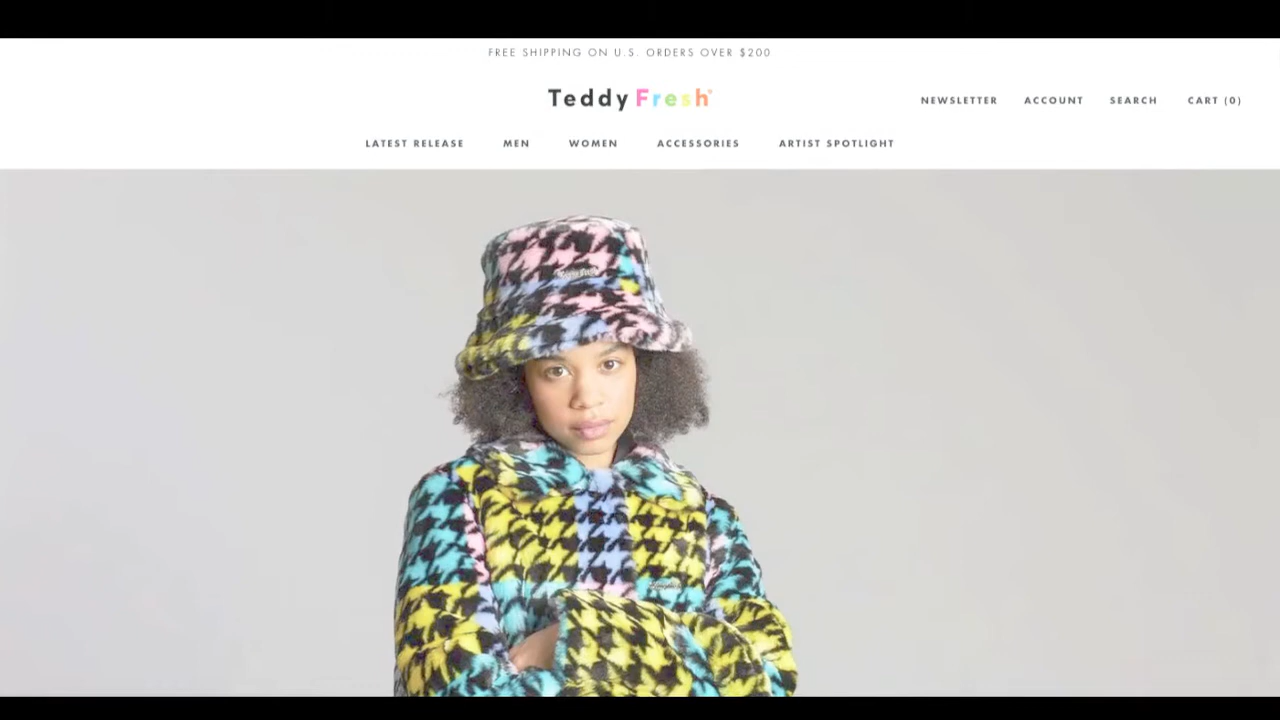 FREE SHIPPING ON U.S. ORDERS OVER $200
Teddy Fresh®
NEWSLETTER ACCOUNT SEARCH CART (0)
LATEST RELEASE MEN WOMEN ACCESSORIES ARTIST SPOTLIGHT